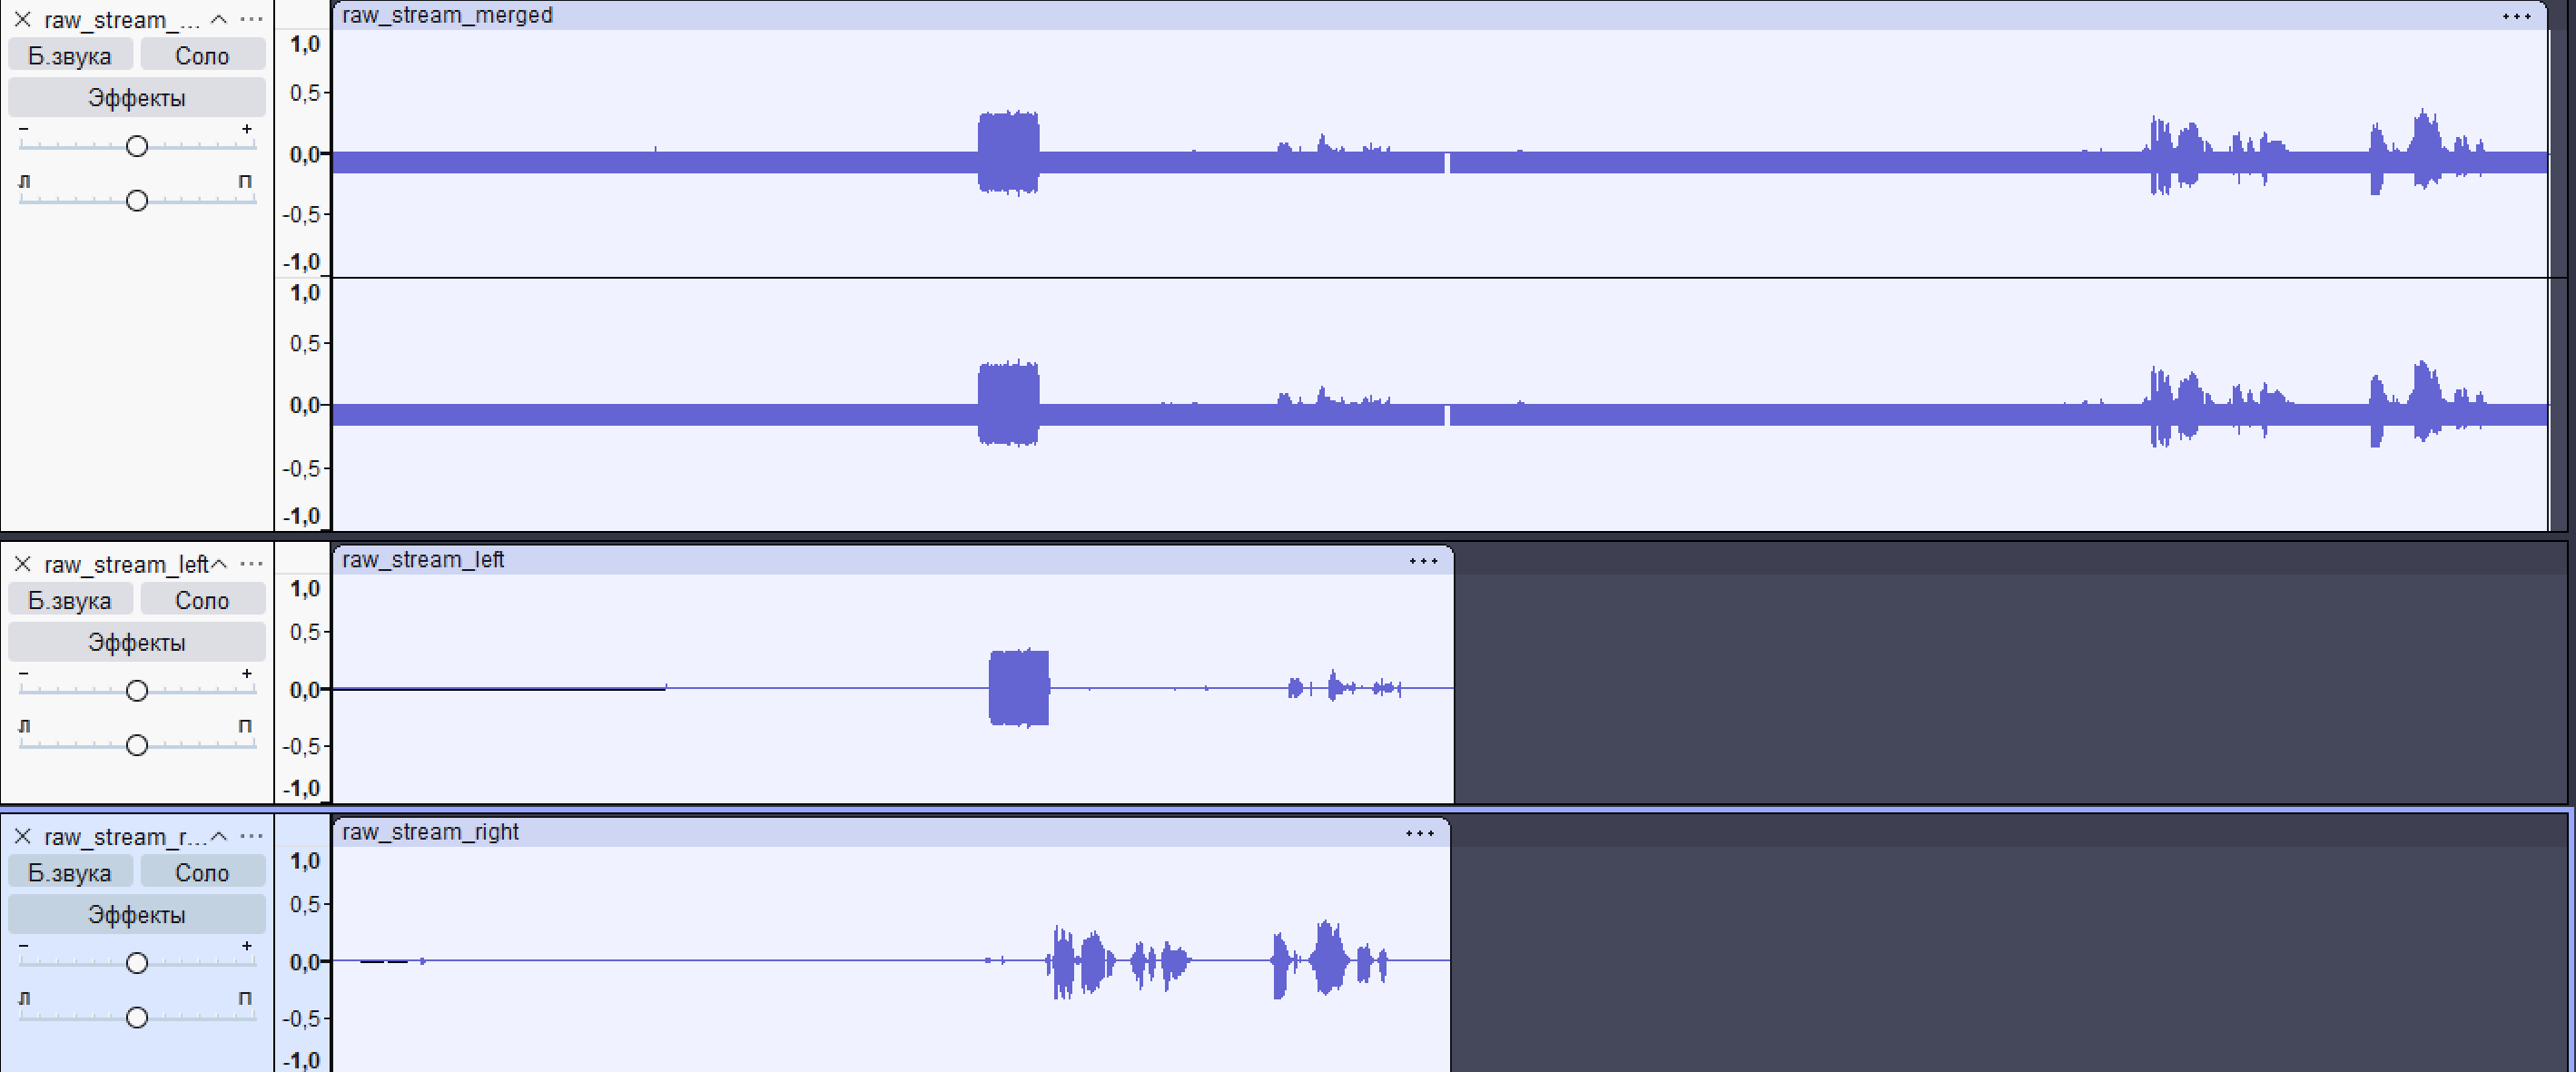 raw_stream_...
Б.звука Соло
Эффекты
- +
Л П
raw_stream_merged
1,0
0,5
0,0
-0,5
-1,0
1,0
0,5
0,0
-0,5
-1,0
raw_stream_left
Б.звука Соло
Эффекты
- +
Л П
raw_stream_left
1,0
0,5
0,0
-0,5
-1,0
raw_stream_r...
Б.звука Соло
Эффекты
- +
Л П
raw_stream_right
1,0
0,5
0,0
-0,5
-1,0